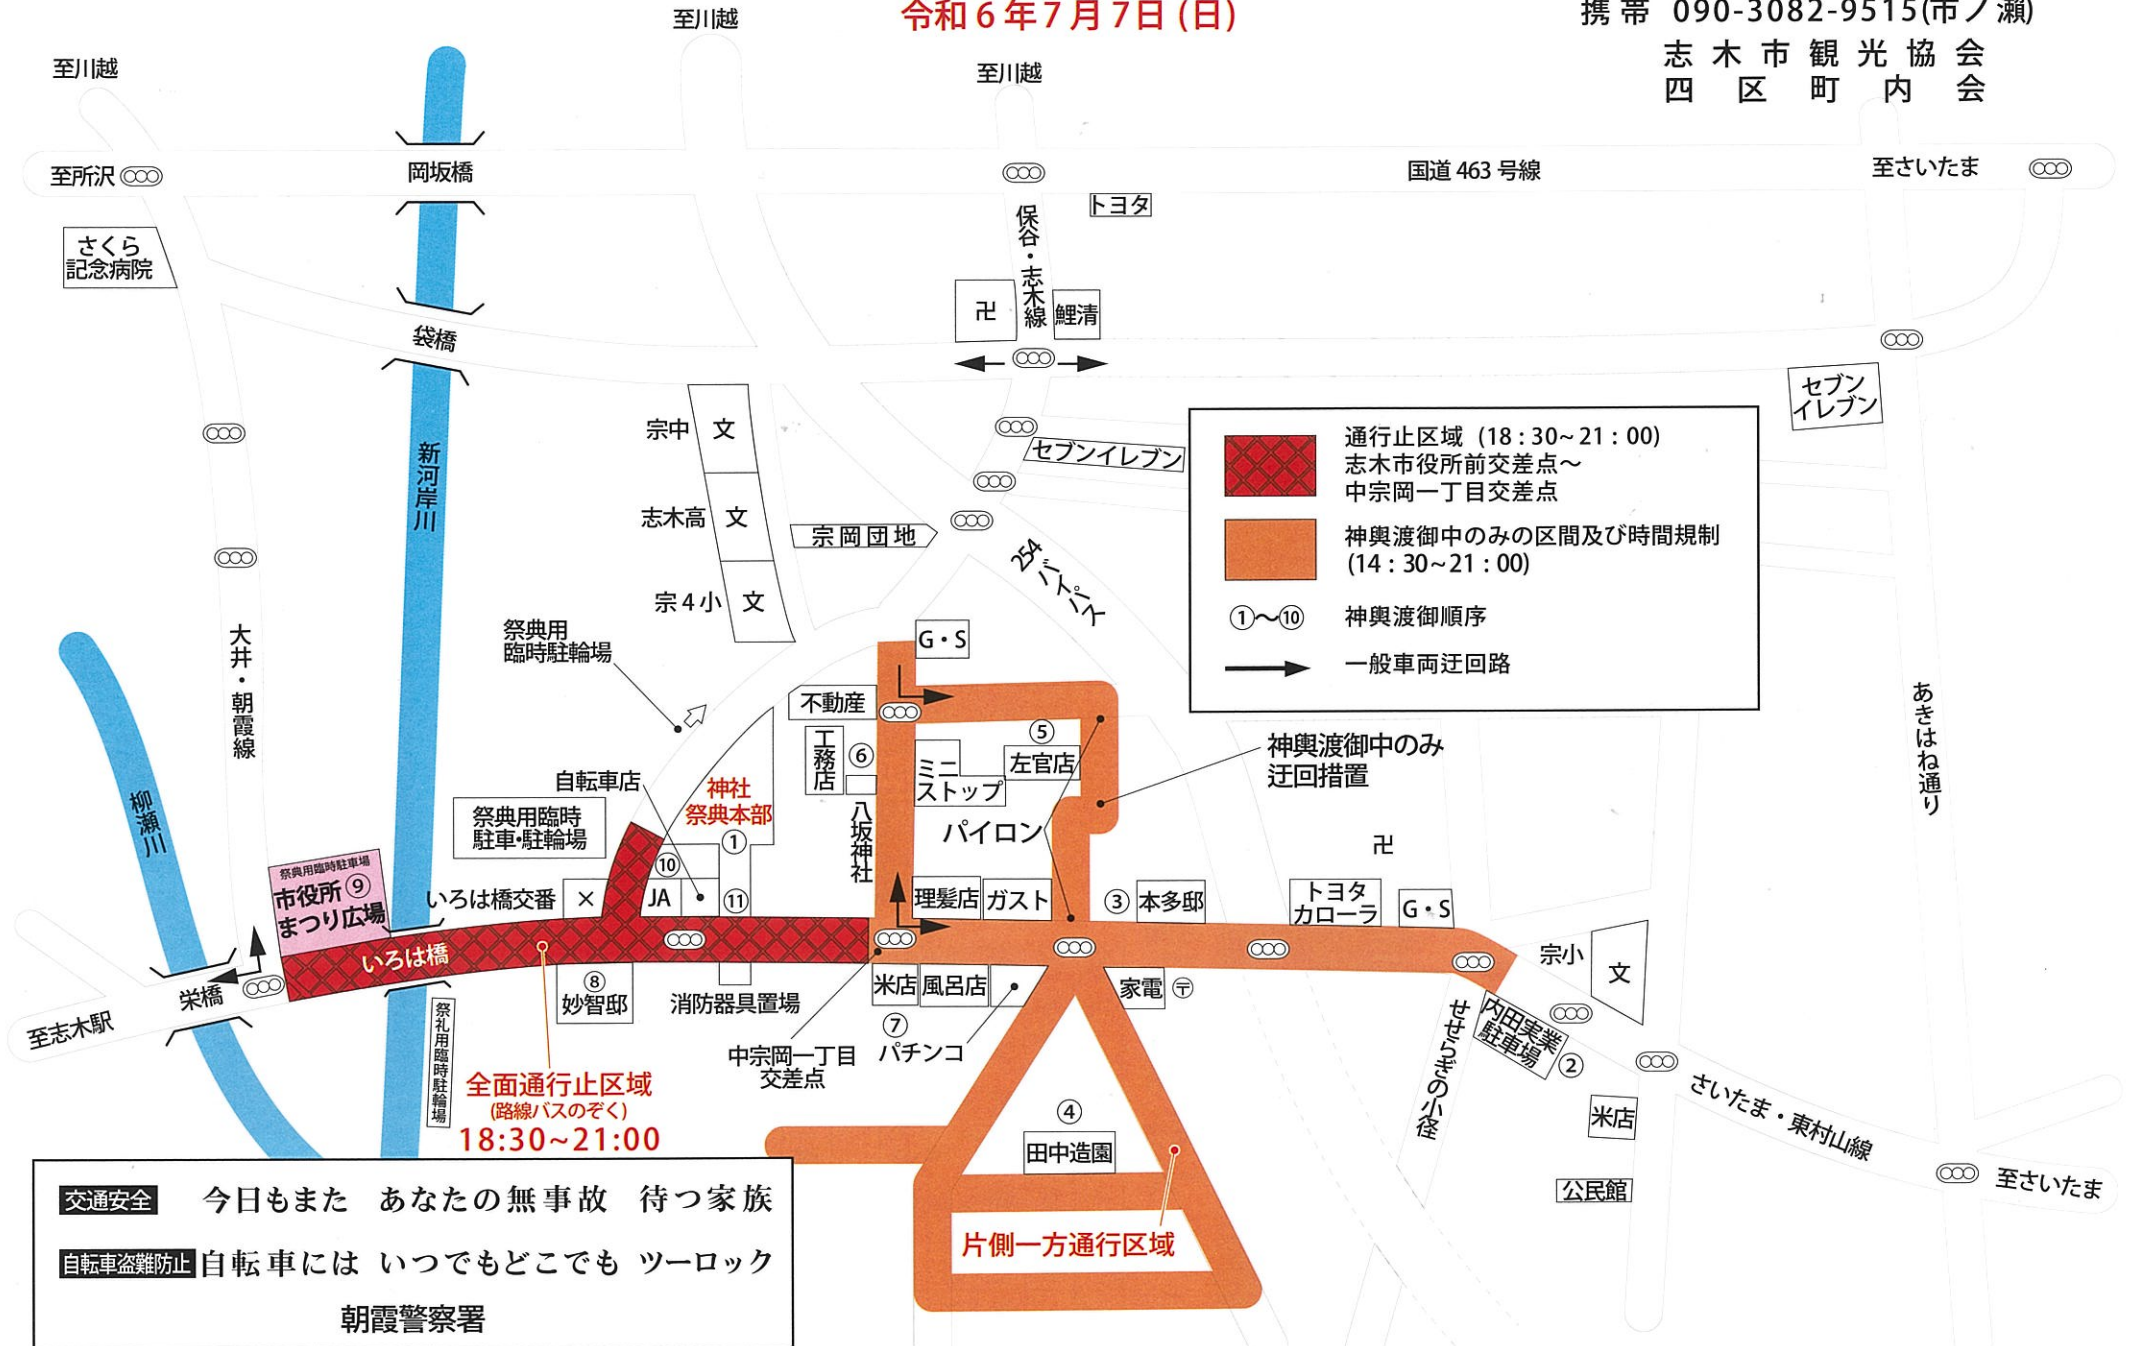 令和6年7月7日(日)
携帯 090-3082-9515(市ノ瀬)
志木市観光協会
四区町内会
至川越
至川越
至川越
至所沢
岡坂橋
国道463号線
至さいたま
トヨタ
さくら
記念病院
保谷・志木線
卍
鯉清
袋橋
セブン
イレブン
新河岸川
宗中
文
志木高
文
宗4小
文
セブンイレブン
宗岡団地
254バイパス
通行止区域 (18:30~21:00)
志木市役所前交差点~
中宗岡一丁目交差点
神輿渡御中のみの区間及び時間規制
(14:30~21:00)
①~⑩ 神輿渡御順序
一般車両迂回路
大井・朝霞線
あきはね通り
祭典用
臨時駐輪場
G・S
不動産
工務店
⑥
ミニ
ストップ
⑤
左官店
神輿渡御中のみ
迂回措置
自転車店
神社
祭典本部
①
八坂神社
パイロン
柳瀬川
祭典用臨時
駐車・駐輪場
卍
祭典用臨時駐車場
市役所⑨
まつり広場
いろは橋交番
×
⑩
JA
⑪
理髪店
ガスト
③
本多邸
トヨタ
カローラ
G・S
いろは橋
栄橋
至志木駅
祭礼用臨時駐輪場
⑧
妙智邸
消防器具置場
米店
風呂店
家電
〒
宗小
文
⑦
パチンコ
中宗岡一丁目
交差点
せせらぎの小径
内田実業
駐車場
②
米店
さいたま・東村山線
至さいたま
公民館
全面通行止区域
(路線バスのぞく)
18:30~21:00
④
田中造園
片側一方通行区域
交通安全 今日もまた あなたの無事故 待つ家族
自転車盗難防止 自転車には いつでもどこでも ツーロック
朝霞警察署